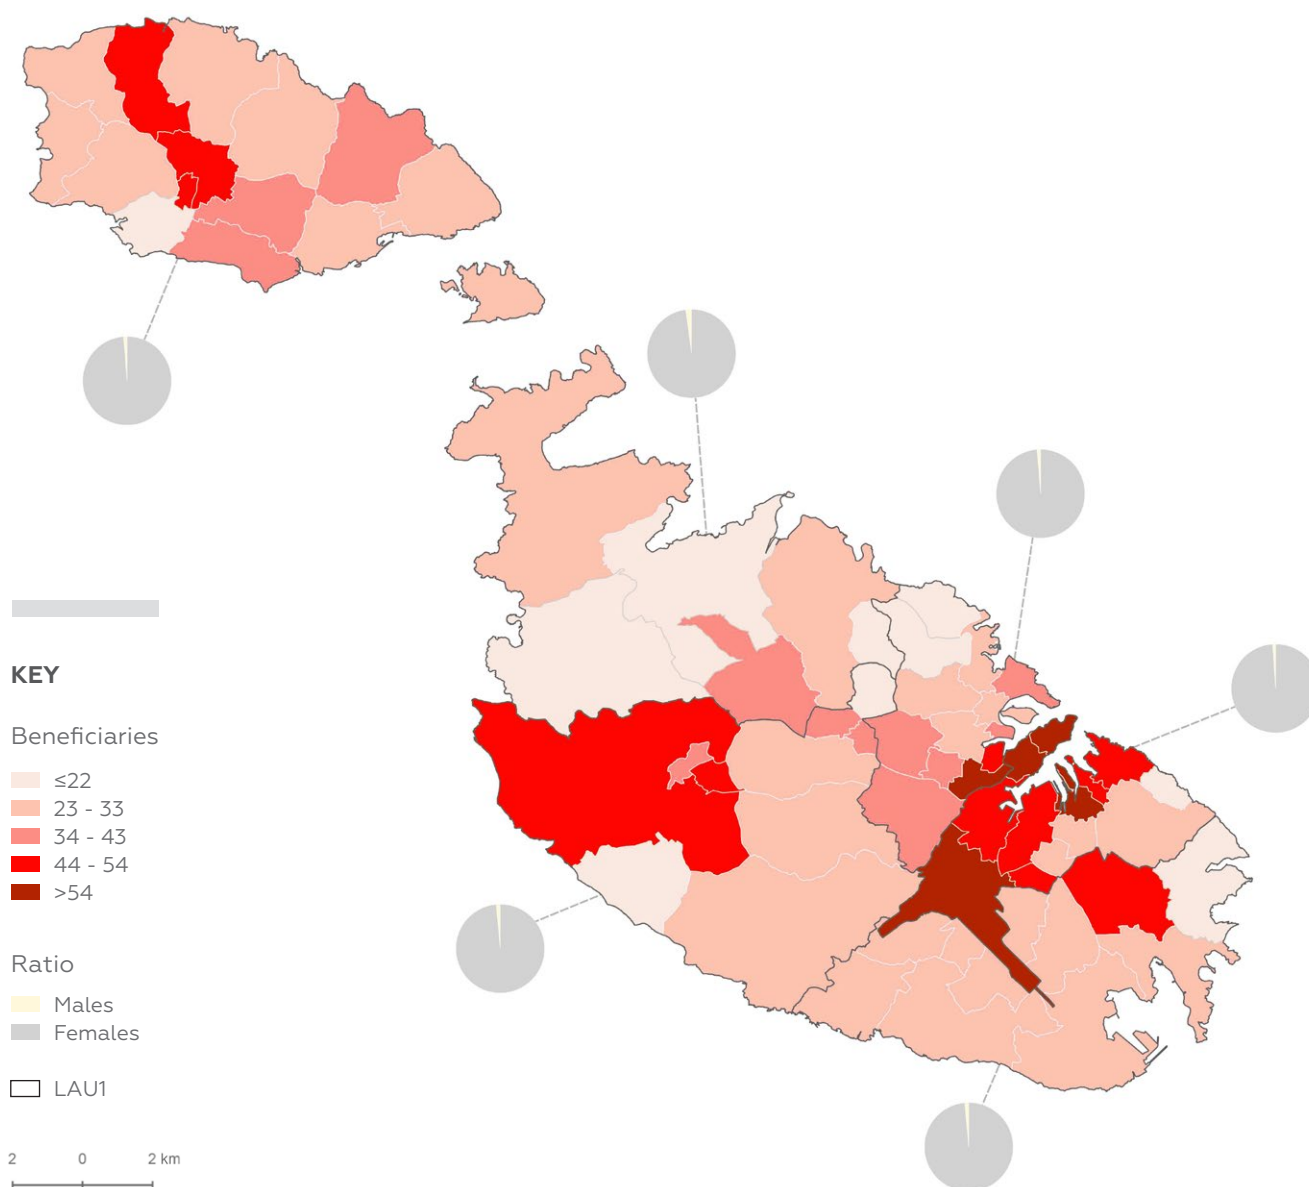 KEY
Beneficiaries
≤22
23 - 33
34 - 43
44 - 54
>54
Ratio
Males
Females
LAU1
2 0 2 km